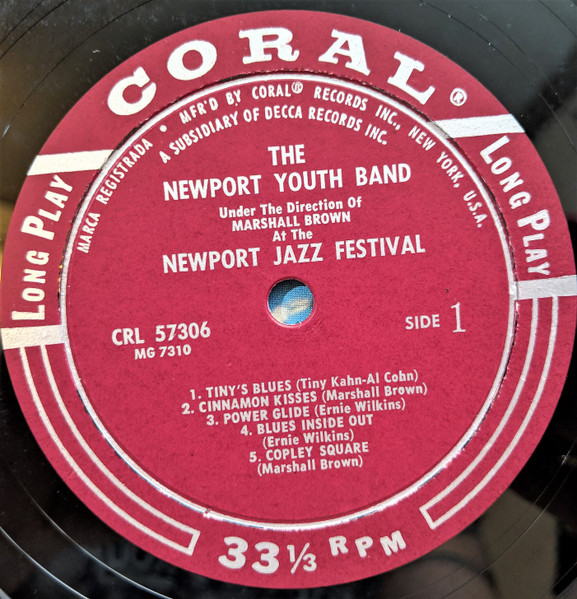 CORAL®
MARCA REGISTRADA • MFR'D BY CORAL® RECORDS INC., NEW YORK, U.S.A.
A SUBSIDIARY OF DECCA RECORDS INC.
LONG PLAY
LONG PLAY
THE
NEWPORT YOUTH BAND
Under The Direction Of
MARSHALL BROWN
At The
NEWPORT JAZZ FESTIVAL
CRL 57306
MG 7310
SIDE 1
1. TINY'S BLUES (Tiny Kahn-Al Cohn)
2. CINNAMON KISSES (Marshall Brown)
3. POWER GLIDE (Ernie Wilkins)
4. BLUES INSIDE OUT
(Ernie Wilkins)
5. COPLEY SQUARE
(Marshall Brown)
33 1/3 RPM